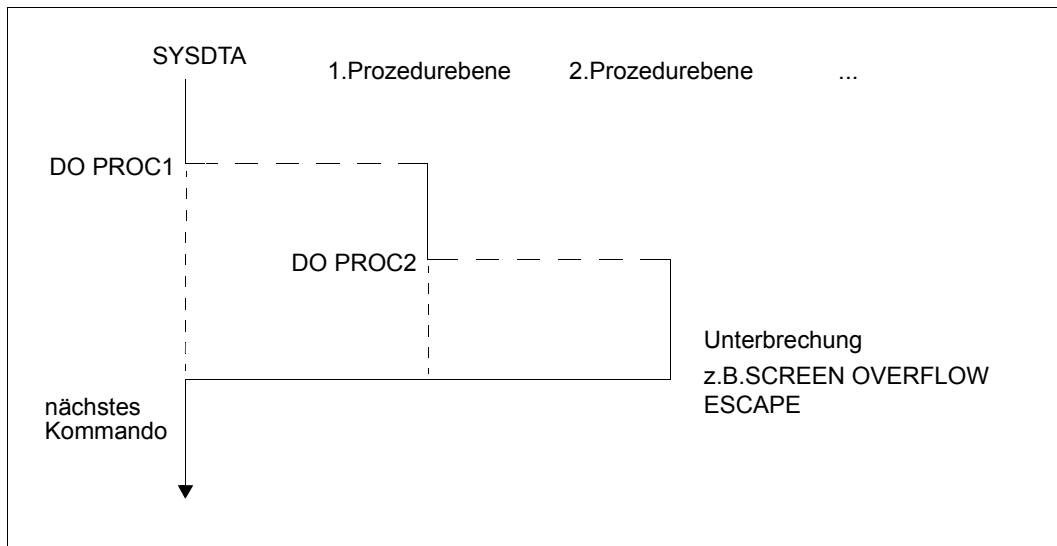 SYSDTA
1.Prozedurebene
2.Prozedurebene
...
DO PROC1
DO PROC2
Unterbrechung
z.B.SCREEN OVERFLOW
ESCAPE
nächstes
Kommando